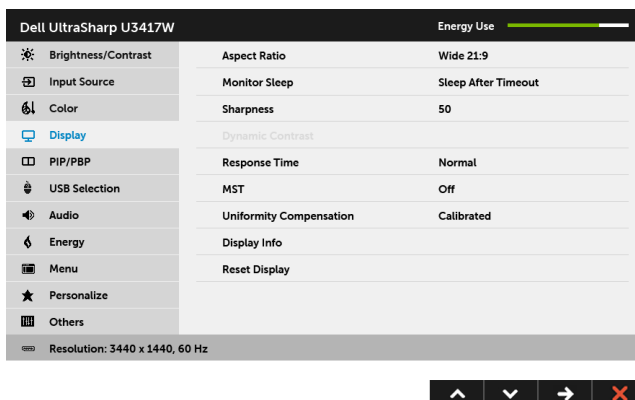 Dell UltraSharp U3417W Energy Use
Brightness/Contrast Aspect Ratio Wide 21:9
Input Source Monitor Sleep Sleep After Timeout
Color Sharpness 50
Display Dynamic Contrast
PIP/PBP Response Time Normal
USB Selection MST Off
Audio Uniformity Compensation Calibrated
Energy Display Info
Menu Reset Display
Personalize
Others
Resolution: 3440 x 1440, 60 Hz